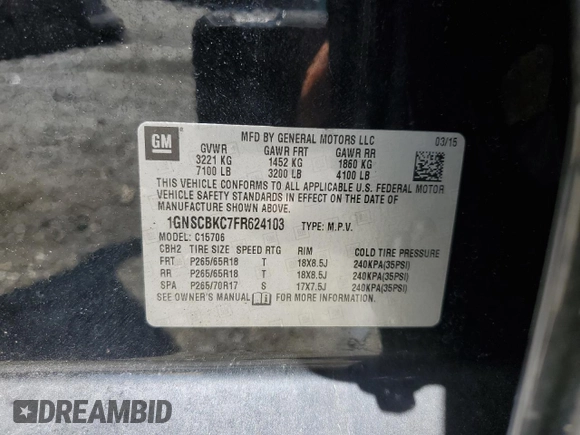 GM
MFD BY GENERAL MOTORS LLC
03/15
GVWR GAWR FRT GAWR RR
3221 KG 1452 KG 1860 KG
7100 LB 3200 LB 4100 LB
THIS VEHICLE CONFORMS TO ALL APPLICABLE U.S. FEDERAL MOTOR
VEHICLE SAFETY STANDARDS IN EFFECT ON THE DATE OF
MANUFACTURE SHOWN ABOVE.
1GNSCBKC7FR624103 TYPE: M.P.V.
MODEL: C15706
CBH2 TIRE SIZE SPEED RTG RIM COLD TIRE PRESSURE
FRT P265/65R18 T 18X8.5J 240KPA(35PSI)
RR P265/65R18 T 18X8.5J 240KPA(35PSI)
SPA P265/70R17 S 17X7.5J 240KPA(35PSI)
SEE OWNER'S MANUAL FOR MORE INFORMATION.
DREAMBID